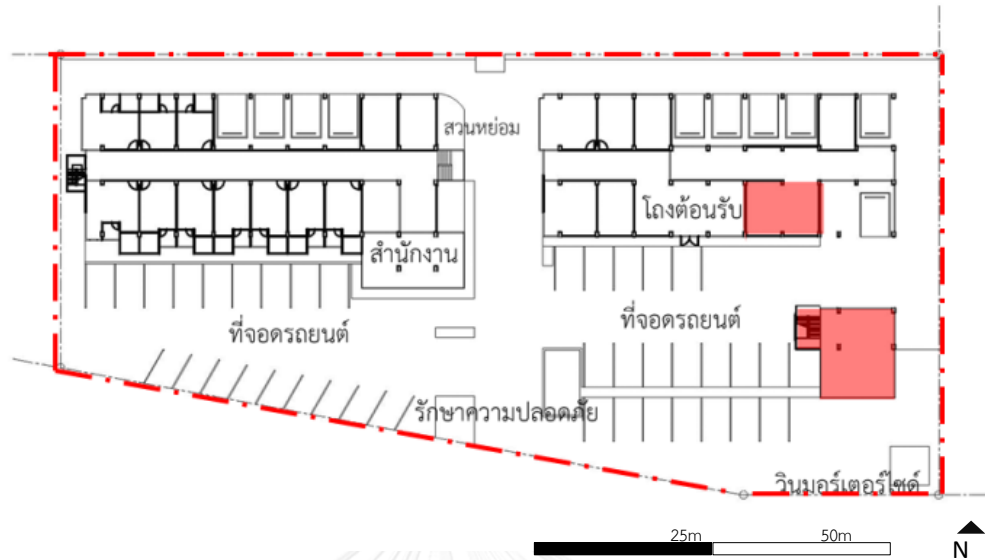 สวนหย่อม
โถงต้อนรับ
สำนักงาน
ที่จอดรถยนต์
ที่จอดรถยนต์
รักษาความปลอดภัย
วินมอร์เตอร์ไซด์
25m 50m
N